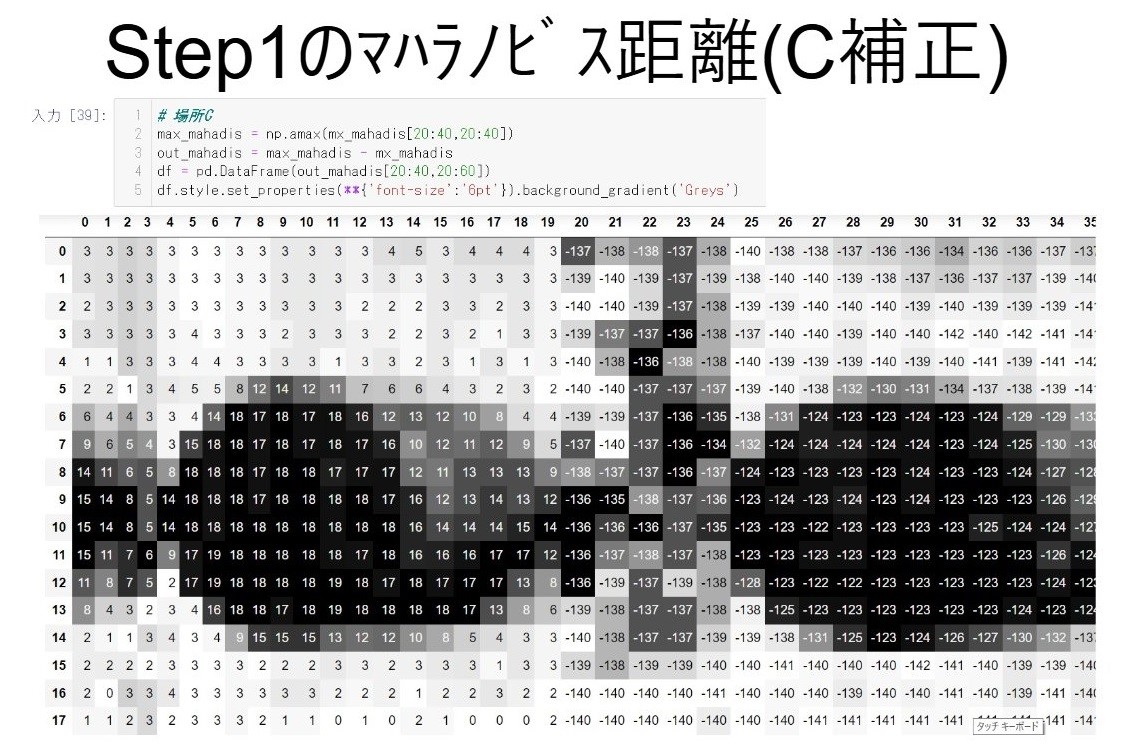 Step1のﾏﾊﾗﾉﾋﾞｽ距離(C補正)
入力 [39]:
1 # 場所C
2 max_mahadis = np.amax(mx_mahadis[20:40,20:40])
3 out_mahadis = max_mahadis - mx_mahadis
4 df = pd.DataFrame(out_mahadis[20:40,20:60])
5 df.style.set_properties(**{'font-size':'6pt'}).background_gradient('Greys')
0 1 2 3 4 5 6 7 8 9 10 11 12 13 14 15 16 17 18 19 20 21 22 23 24 25 26 27 28 29 30 31 32 33 34 35
0 3 3 3 3 3 3 3 3 3 3 3 3 3 4 5 3 4 4 4 3 -137 -138 -138 -137 -138 -140 -138 -138 -137 -136 -136 -134 -136 -136 -137 -137
1 3 3 3 3 3 3 3 3 3 3 3 3 3 3 3 3 3 3 3 3 -139 -140 -139 -137 -139 -138 -140 -139 -139 -138 -137 -136 -137 -137 -139 -140
2 2 3 3 3 3 3 3 3 3 3 3 3 2 2 2 3 3 2 3 3 -140 -140 -139 -137 -139 -140 -139 -140 -140 -140 -139 -140 -139 -139 -139 -141
3 3 3 3 3 3 4 3 3 3 2 3 3 3 2 2 3 2 1 3 3 -139 -137 -137 -136 -138 -137 -140 -140 -139 -140 -140 -142 -140 -142 -141 -141
4 1 1 3 3 3 4 4 3 3 3 3 1 3 3 2 3 1 3 1 3 -140 -138 -136 -138 -138 -140 -139 -139 -139 -140 -139 -140 -141 -139 -141 -142
5 2 2 1 3 4 5 5 8 12 14 12 11 7 6 6 4 3 2 3 2 -140 -140 -137 -137 -137 -139 -140 -138 -132 -130 -131 -134 -137 -138 -139 -141
6 6 4 4 3 3 4 14 18 17 18 17 18 16 12 13 12 10 8 4 4 -139 -139 -137 -136 -135 -138 -131 -124 -123 -123 -124 -123 -124 -129 -129 -133
7 9 6 5 4 3 15 18 18 17 18 17 18 17 16 10 12 11 12 9 5 -137 -140 -137 -136 -134 -132 -124 -124 -124 -124 -124 -123 -124 -125 -130 -130
8 14 11 6 5 8 18 18 18 17 18 18 17 17 17 12 11 13 13 13 9 -138 -137 -137 -136 -137 -124 -123 -123 -124 -123 -124 -123 -123 -124 -127 -128
9 15 14 8 5 14 18 18 18 17 18 18 18 18 17 16 12 13 14 13 12 -136 -135 -138 -137 -136 -123 -123 -123 -124 -123 -124 -123 -123 -123 -126 -129
10 15 14 8 5 14 18 18 18 18 18 18 18 18 18 16 14 14 14 15 14 -136 -136 -136 -137 -135 -123 -123 -122 -123 -123 -123 -123 -125 -124 -124 -127
11 15 11 7 6 9 17 19 18 18 18 18 18 17 18 16 16 16 17 17 12 -136 -137 -138 -137 -138 -123 -123 -123 -123 -123 -123 -123 -123 -123 -126 -124
12 11 8 7 5 2 17 19 18 18 18 18 19 18 17 18 17 17 17 13 8 -136 -139 -137 -139 -138 -128 -123 -122 -122 -123 -123 -123 -123 -124 -123 -123
13 8 4 3 2 3 4 16 18 18 17 18 19 18 18 18 18 17 13 8 6 -139 -138 -137 -137 -138 -138 -125 -123 -123 -123 -123 -123 -123 -124 -123 -124
14 2 1 1 3 4 3 4 9 15 15 15 13 12 12 10 8 5 4 3 3 -140 -138 -137 -137 -139 -139 -138 -131 -125 -123 -124 -126 -127 -130 -132 -137
15 2 2 2 2 3 3 3 3 2 2 2 3 3 2 3 3 3 1 3 3 -139 -138 -139 -139 -140 -140 -141 -140 -140 -140 -142 -141 -140 -139 -139 -140
16 2 0 3 3 4 3 3 3 3 3 3 2 2 2 1 2 2 3 2 2 -140 -140 -140 -140 -141 -140 -140 -140 -139 -140 -140 -141 -140 -139 -141 -140
17 1 1 2 3 2 3 3 3 2 1 1 0 1 0 2 1 0 0 0 2 -140 -140 -140 -140 -140 -140 -140 -141 -141 -141 -141 -141 -141
タッチ キーボード